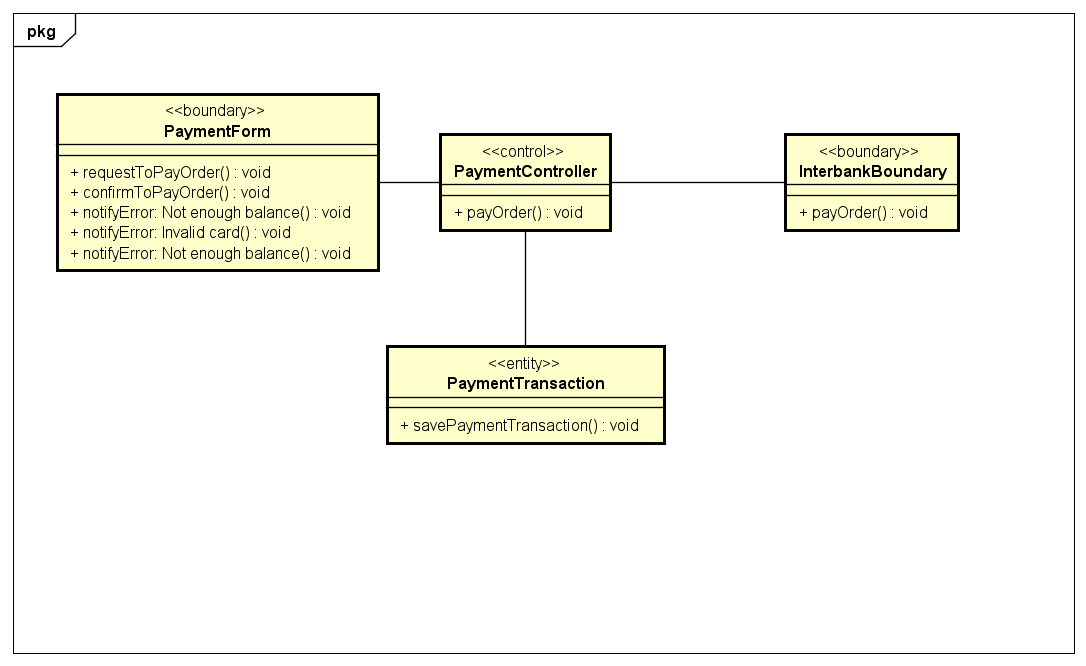 pkg
<<boundary>>
PaymentForm
+ requestToPayOrder() : void
+ confirmToPayOrder() : void
+ notifyError: Not enough balance() : void
+ notifyError: Invalid card() : void
+ notifyError: Not enough balance() : void
<<control>>
PaymentController
+ payOrder() : void
<<boundary>>
InterbankBoundary
+ payOrder() : void
<<entity>>
PaymentTransaction
+ savePaymentTransaction() : void